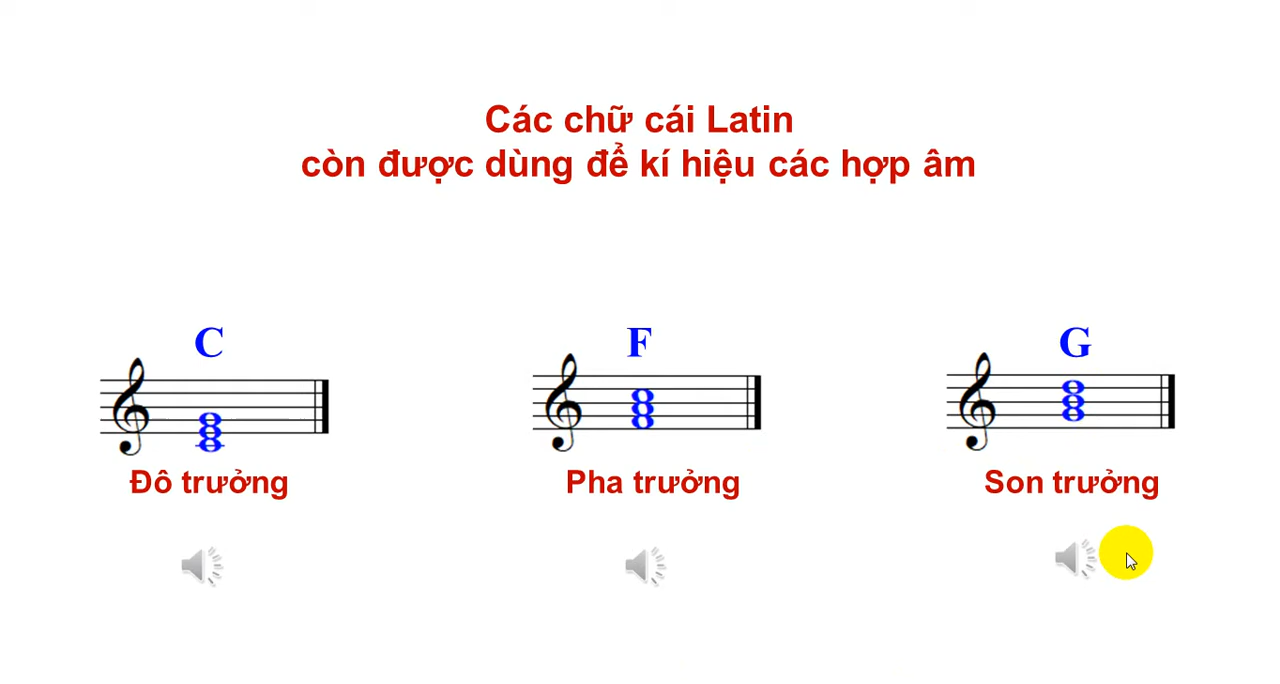 Các chữ cái Latin
còn được dùng để kí hiệu các hợp âm
C
F
G
Đô trưởng
Pha trưởng
Son trưởng